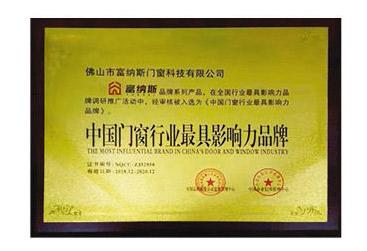 佛山市富纳斯门窗科技有限公司
富纳斯 品牌系列产品，在全国行业最具影响力品
牌调研推广活动中，经审核被入选为《中国门窗行业最具影响力
品牌》。
中国门窗行业最具影响力品牌
THE MOST INFLUENTIAL BRAND IN CHINA'S DOOR AND WINDOW INDUSTRY